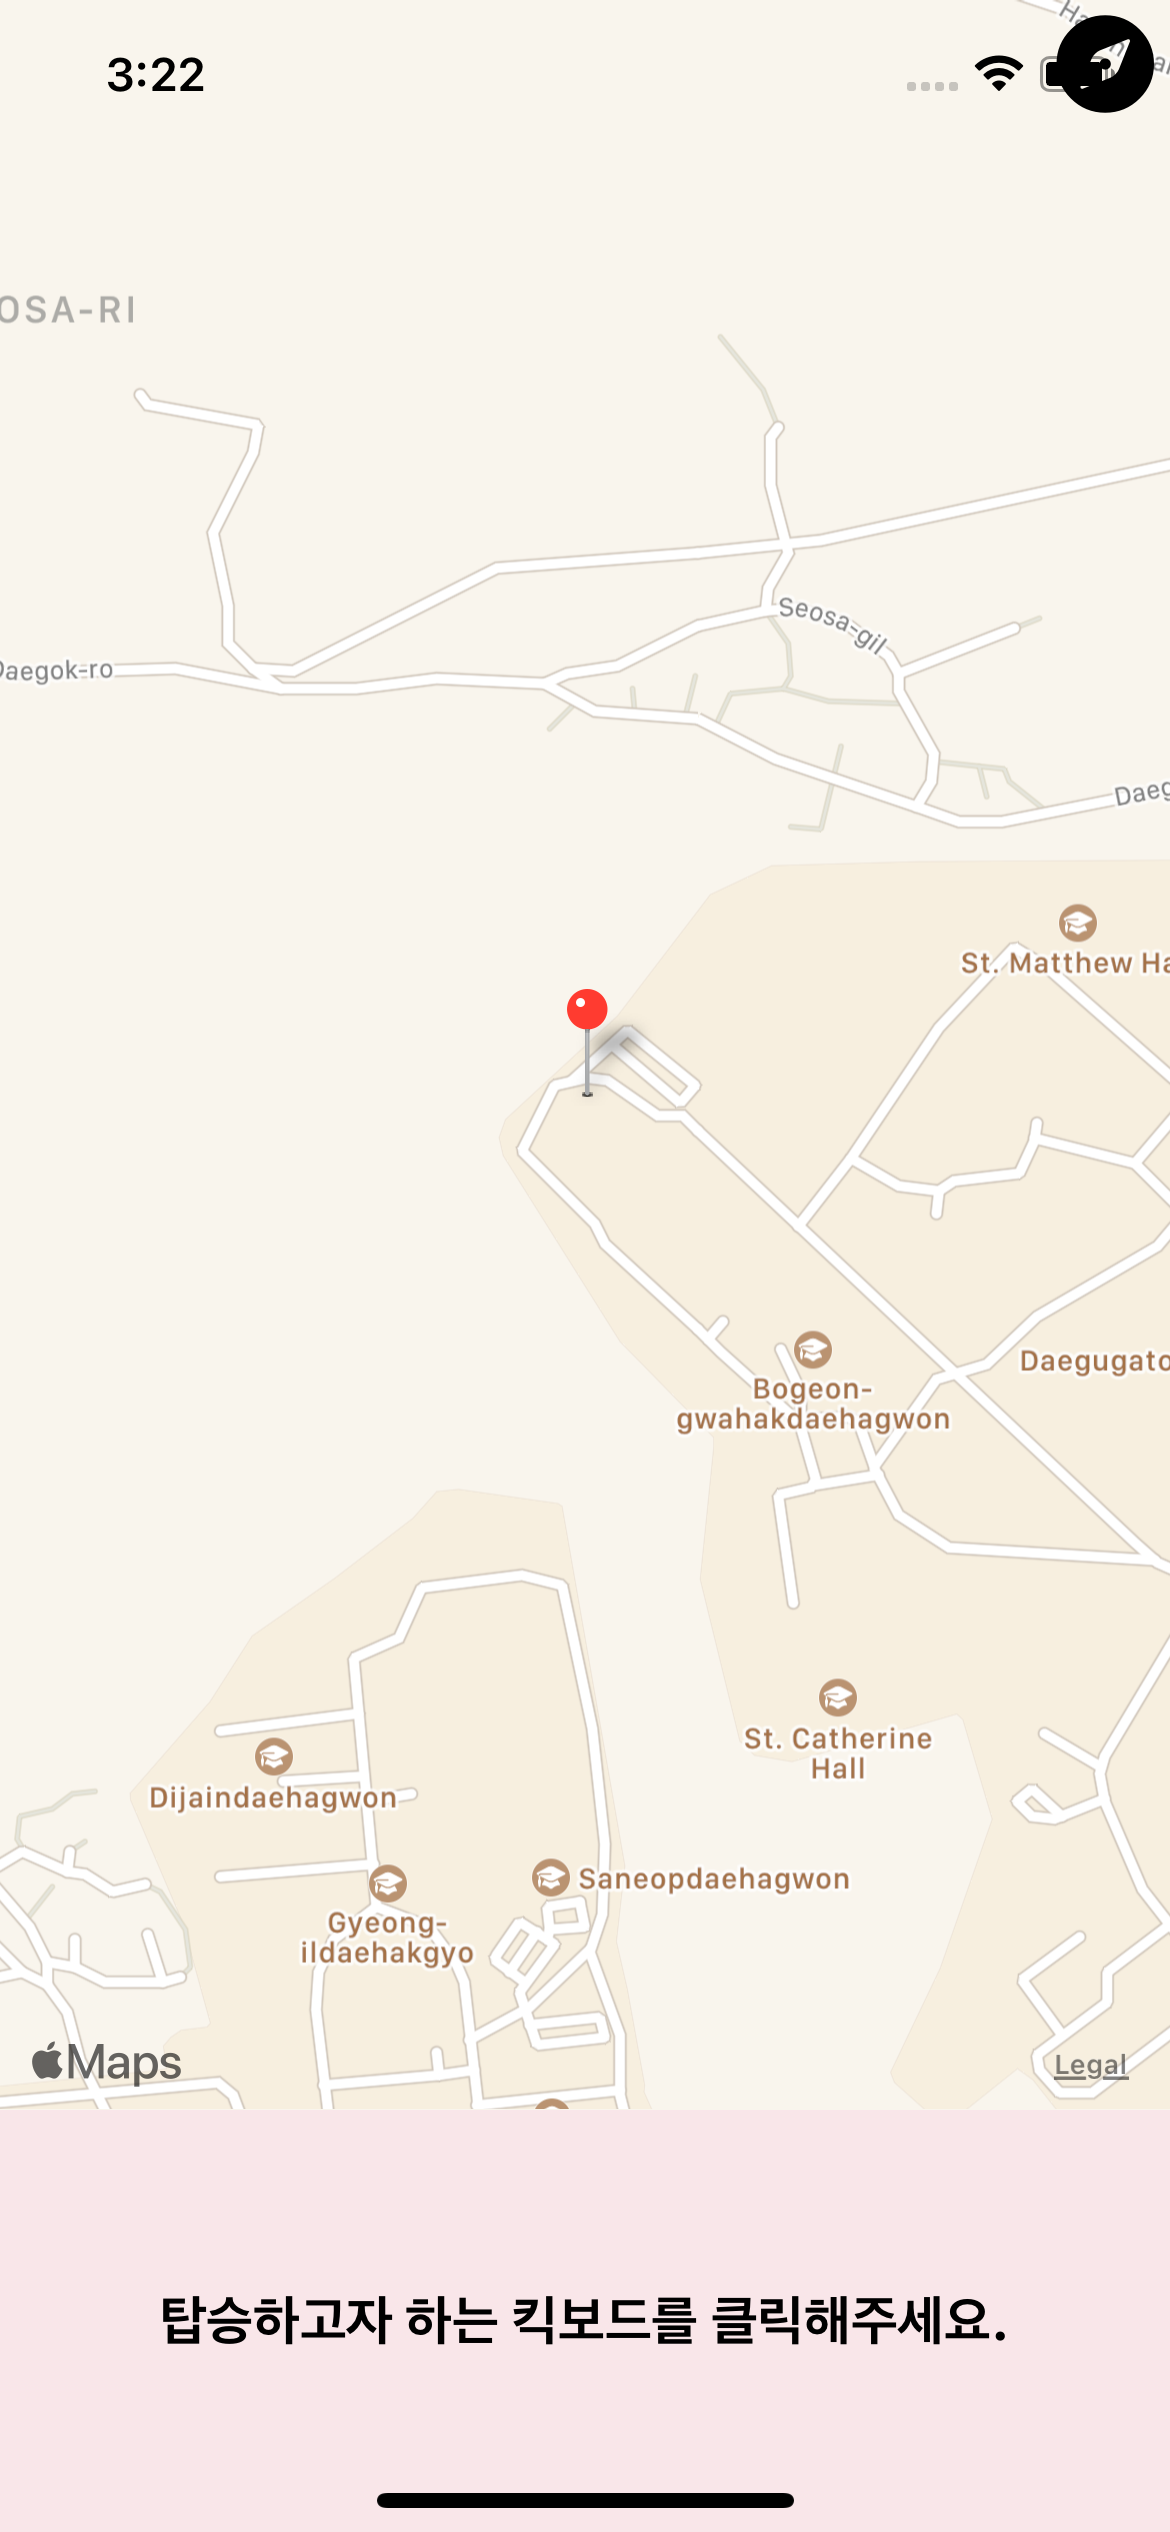 3:22
OSA-RI
Seosa-gil
Daegok-ro
Daeg
St. Matthew Ha
Bogeon-
gwahakdaehagwon
Daegugato
St. Catherine
Hall
Dijaindaehagwon
Saneopdaehagwon
Gyeong-
ildaehakgyo
Maps
Legal
탑승하고자 하는 킥보드를 클릭해주세요.